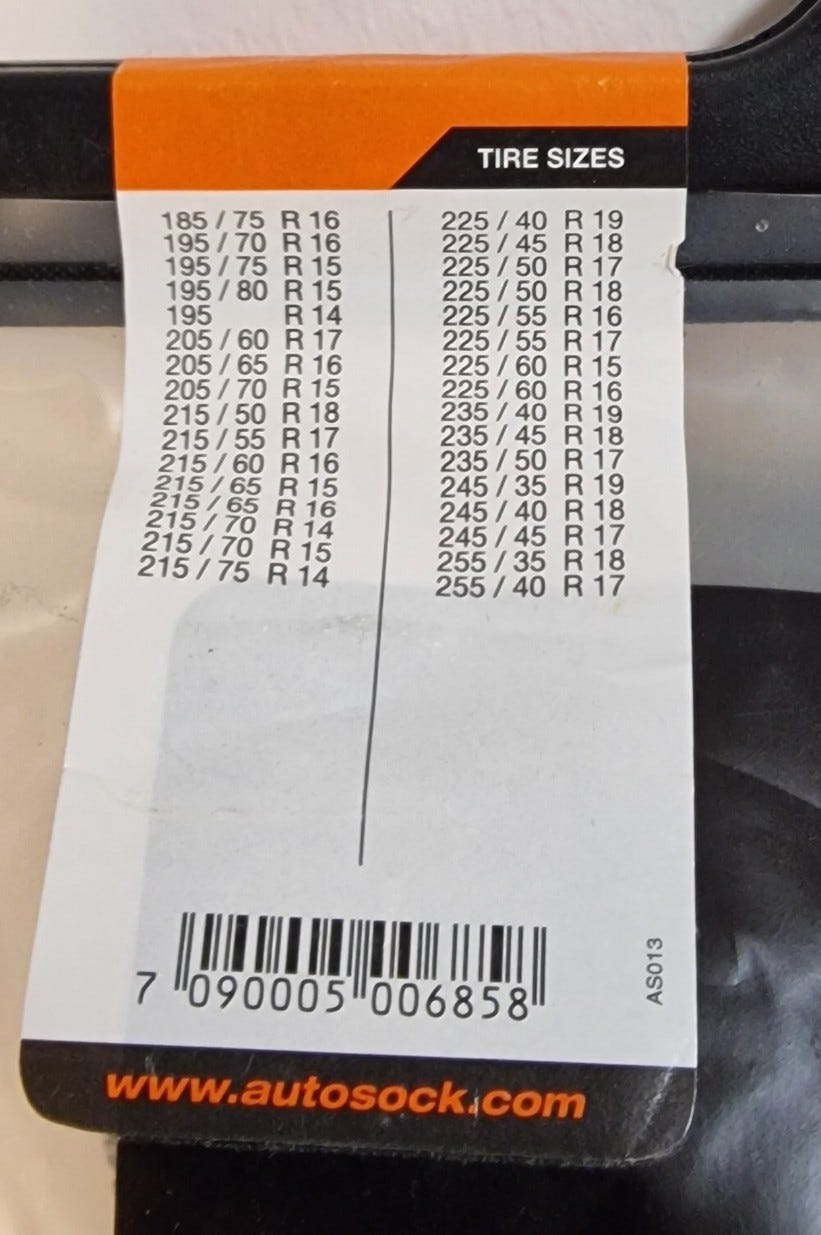 TIRE SIZES
185 / 75 R 16
195 / 70 R 16
195 / 75 R 15
195 / 80 R 15
195 R 14
205 / 60 R 17
205 / 65 R 16
205 / 70 R 15
215 / 50 R 18
215 / 55 R 17
215 / 60 R 16
215 / 65 R 15
215 / 65 R 16
215 / 70 R 14
215 / 70 R 15
215 / 75 R 14
225 / 40 R 19
225 / 45 R 18
225 / 50 R 17
225 / 50 R 18
225 / 55 R 16
225 / 55 R 17
225 / 60 R 15
225 / 60 R 16
235 / 40 R 19
235 / 45 R 18
235 / 50 R 17
245 / 35 R 19
245 / 40 R 18
245 / 45 R 17
255 / 35 R 18
255 / 40 R 17
7 090005 006858
AS013
www.autosock.com